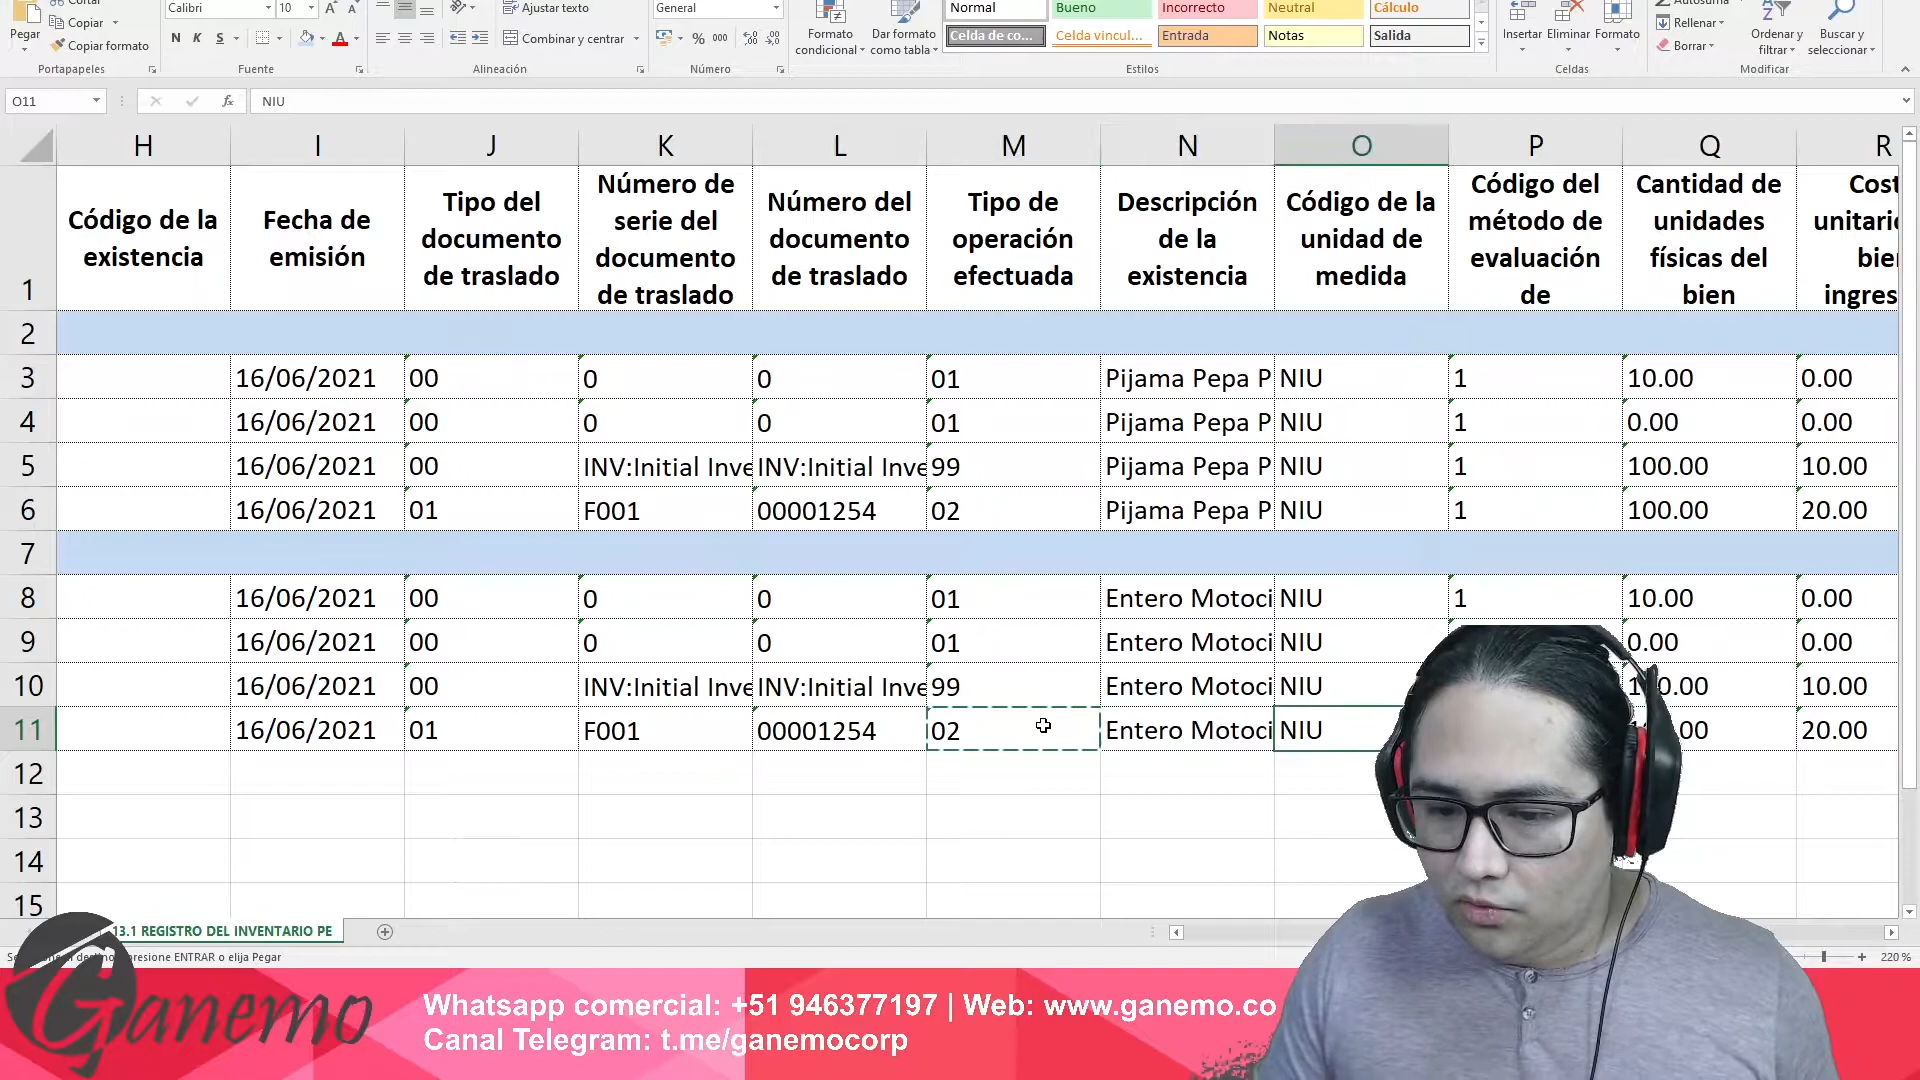 Cortar
Pegar
Copiar
Copiar formato
Portapapeles
Calibri
10
N K S
Fuente
Ajustar texto
Combinar y centrar
Alineación
General
% 000
Número
Formato condicional
Dar formato como tabla
Normal
Bueno
Incorrecto
Neutral
Cálculo
Celda de co...
Celda vincul...
Entrada
Notas
Salida
Estilos
Insertar
Eliminar
Formato
Celdas
Autosuma
Rellenar
Borrar
Ordenar y filtrar
Buscar y seleccionar
Modificar
O11
fx
NIU
H I J K L M N O P Q R
1
Código de la existencia
Fecha de emisión
Tipo del documento de traslado
Número de serie del documento de traslado
Número del documento de traslado
Tipo de operación efectuada
Descripción de la existencia
Código de la unidad de medida
Código del método de evaluación de
Cantidad de unidades físicas del bien
2
3 16/06/2021 00 0 0 01 Pijama Pepa P NIU 1 10.00 0.00
4 16/06/2021 00 0 0 01 Pijama Pepa P NIU 1 0.00 0.00
5 16/06/2021 00 INV:Initial Inve INV:Initial Inve 99 Pijama Pepa P NIU 1 100.00 10.00
6 16/06/2021 01 F001 00001254 02 Pijama Pepa P NIU 1 100.00 20.00
7
8 16/06/2021 00 0 0 01 Entero Motoci NIU 1 10.00 0.00
9 16/06/2021 00 0 0 01 Entero Motoci NIU 0.00 0.00
10 16/06/2021 00 INV:Initial Inve INV:Initial Inve 99 Entero Motoci NIU 10.00
11 16/06/2021 01 F001 00001254 02 Entero Motoci NIU 20.00
12
13
14
15
13.1 REGISTRO DEL INVENTARIO PE
presione ENTRAR o elija Pegar
220 %
Ganemo
Whatsapp comercial: +51 946377197 | Web: www.ganemo.co
Canal Telegram: t.me/ganemocorp